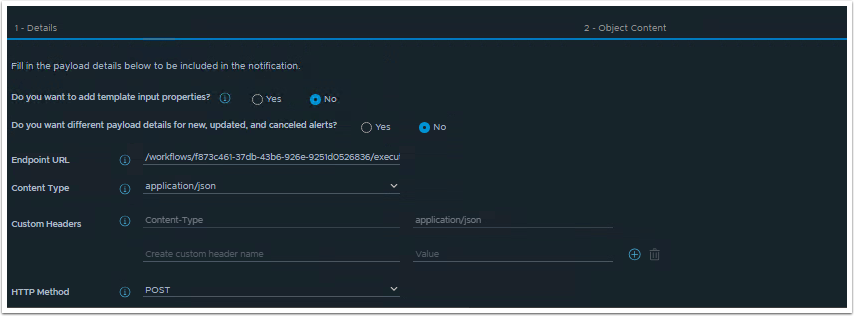 1 - Details 2 - Object Content
Fill in the payload details below to be included in the notification.
Do you want to add template input properties? Yes No
Do you want different payload details for new, updated, and canceled alerts? Yes No
Endpoint URL /workflows/f873c461-37db-43b6-926e-9251d0526836/execut
Content Type application/json
Custom Headers Content-Type application/json
Create custom header name Value
HTTP Method POST